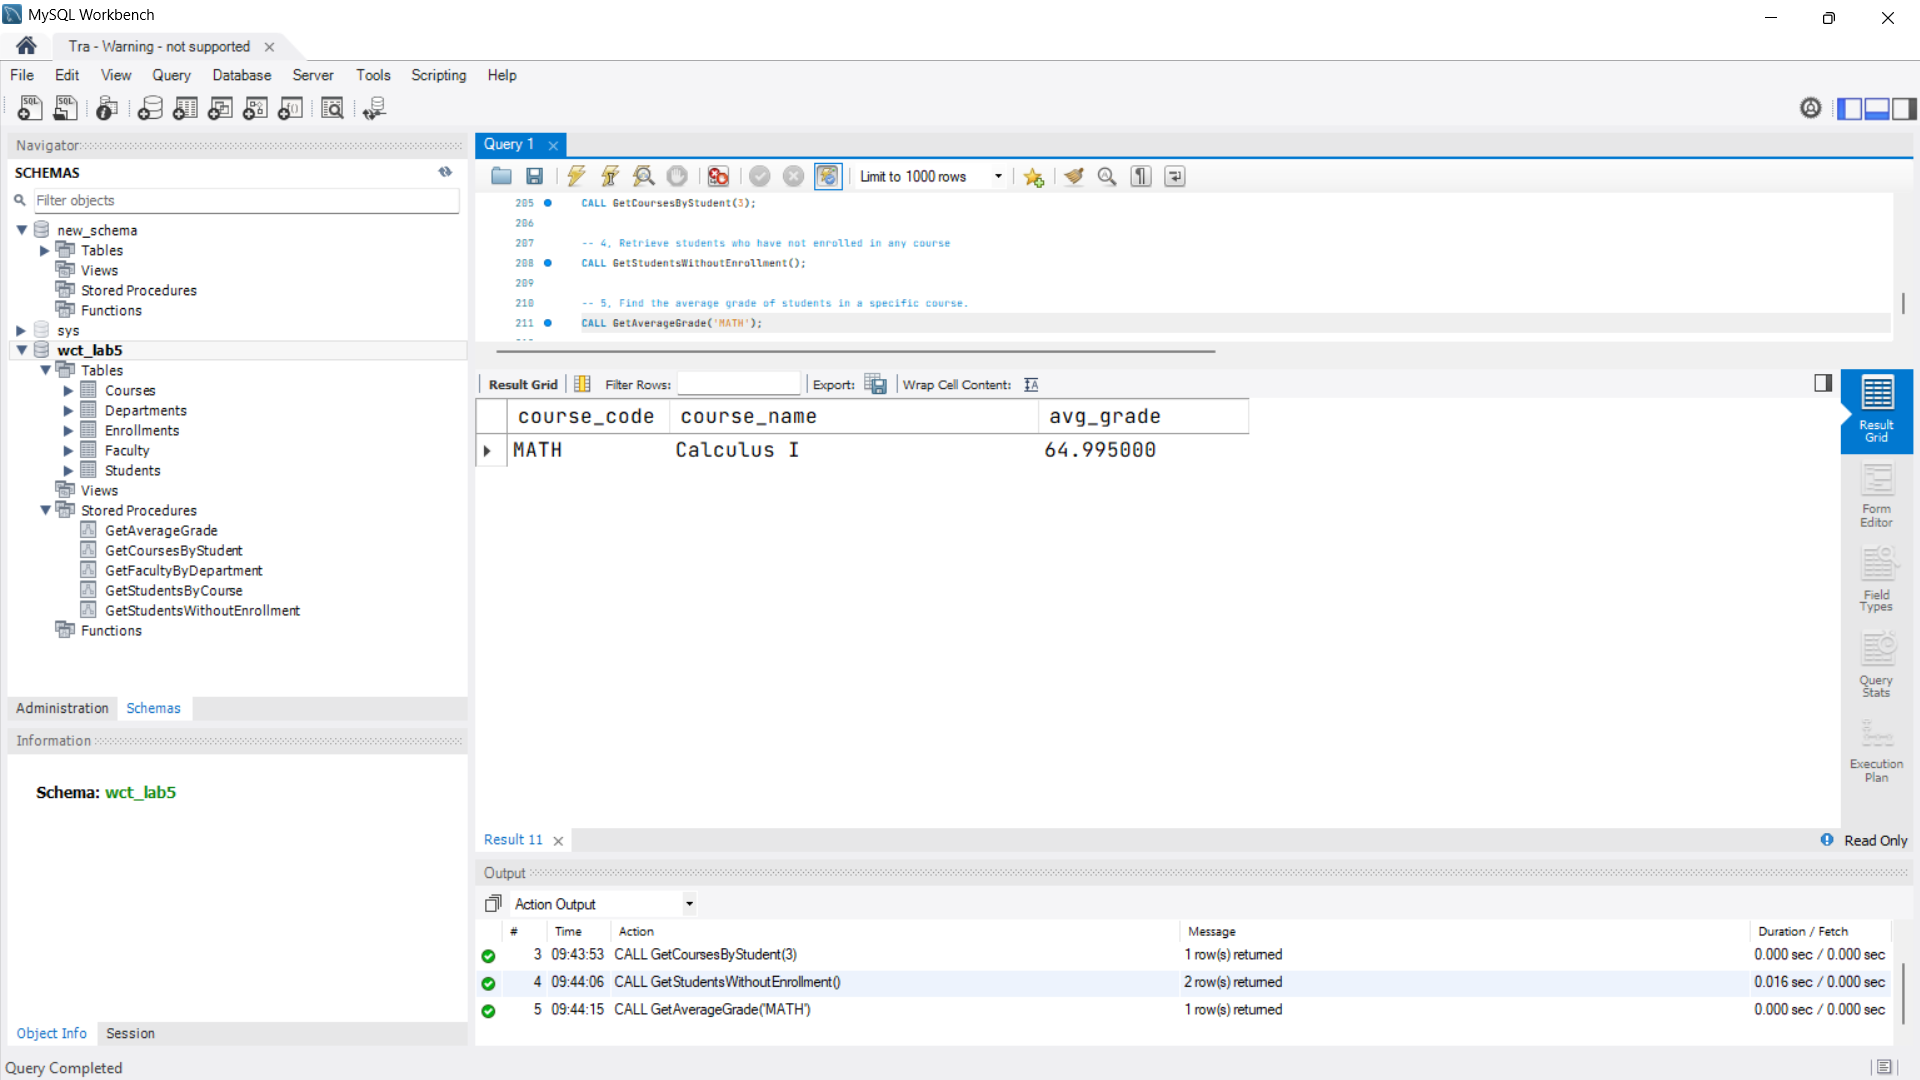 MySQL Workbench
Tra - Warning - not supported
File Edit View Query Database Server Tools Scripting Help
Navigator
SCHEMAS
Filter objects
new_schema
Tables
Views
Stored Procedures
Functions
sys
wct_lab5
Tables
Courses
Departments
Enrollments
Faculty
Students
Views
Stored Procedures
GetAverageGrade
GetCoursesByStudent
GetFacultyByDepartment
GetStudentsByCourse
GetStudentsWithoutEnrollment
Functions
Administration Schemas
Information
Schema: wct_lab5
Object Info Session
Query Completed
Query 1
Limit to 1000 rows
205 CALL GetCoursesByStudent(3);
206
207 -- 4, Retrieve students who have not enrolled in any course
208 CALL GetStudentsWithoutEnrollment();
209
210 -- 5, Find the average grade of students in a specific course.
211 CALL GetAverageGrade('MATH');
Result Grid Filter Rows: Export: Wrap Cell Content:
course_code course_name avg_grade
MATH Calculus I 64.995000
Result Grid
Form Editor
Field Types
Query Stats
Execution Plan
Result 11 Read Only
Output
Action Output
# Time Action Message Duration / Fetch
3 09:43:53 CALL GetCoursesByStudent(3) 1 row(s) returned 0.000 sec / 0.000 sec
4 09:44:06 CALL GetStudentsWithoutEnrollment() 2 row(s) returned 0.016 sec / 0.000 sec
5 09:44:15 CALL GetAverageGrade('MATH') 1 row(s) returned 0.000 sec / 0.000 sec